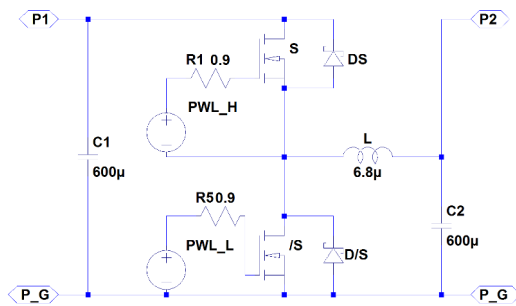 P1
P2
S
R1 0.9
DS
PWL_H
C1
600µ
L
6.8µ
C2
600µ
R5 0.9
/S
PWL_L
D/S
P_G
P_G